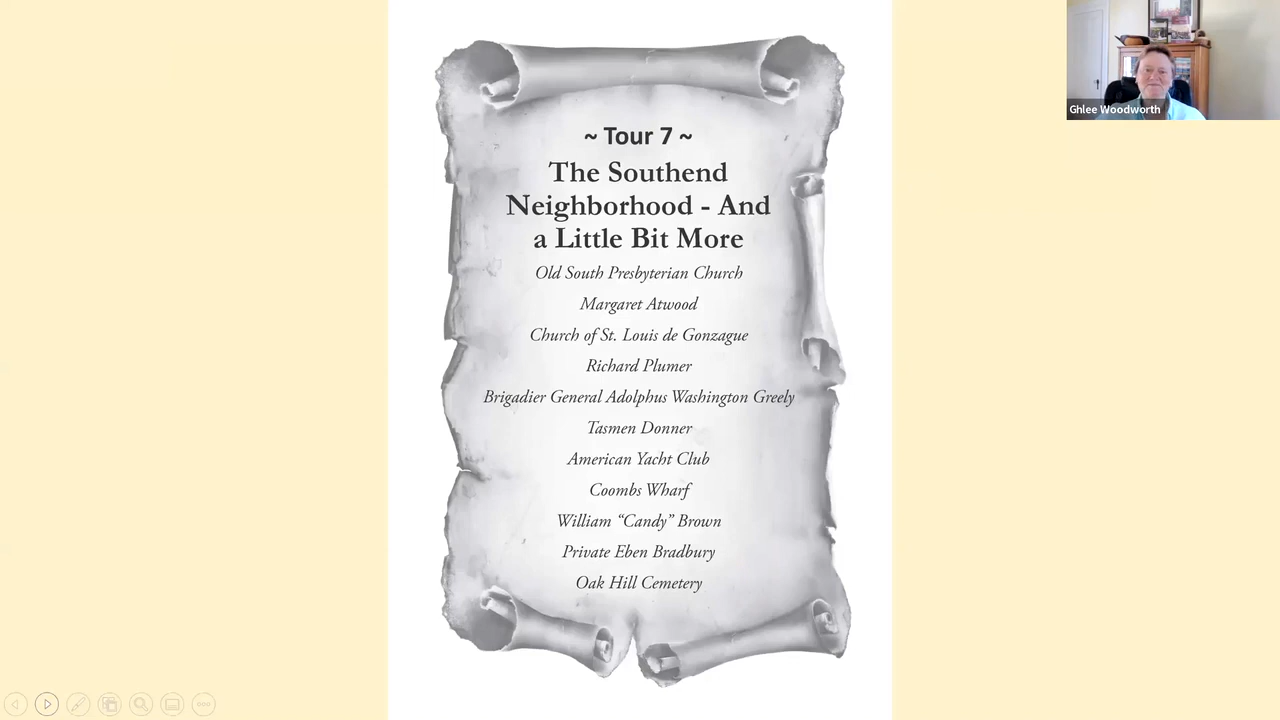 ~ Tour 7 ~
The Southend
Neighborhood - And
a Little Bit More
Old South Presbyterian Church
Margaret Atwood
Church of St. Louis de Gonzague
Richard Plumer
Brigadier General Adolphus Washington Greely
Tasmen Donner
American Yacht Club
Coombs Wharf
William “Candy” Brown
Private Eben Bradbury
Oak Hill Cemetery
Ghlee Woodworth